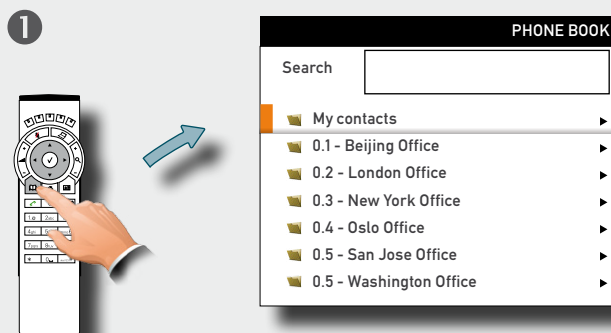 1
PHONE BOOK
Search
My contacts
0.1 - Beijing Office
0.2 - London Office
0.3 - New York Office
0.4 - Oslo Office
0.5 - San Jose Office
0.5 - Washington Office